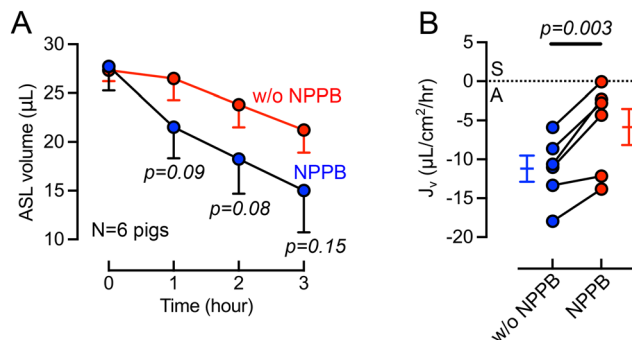 A
ASL volume (µL)
30
25
20
15
10
w/o NPPB
NPPB
p=0.09
p=0.08
p=0.15
N=6 pigs
0 1 2 3
Time (hour)
B
p=0.003
Jv (µL/cm²/hr)
5
0
-5
-10
-15
-20
S
A
w/o NPPB
NPPB